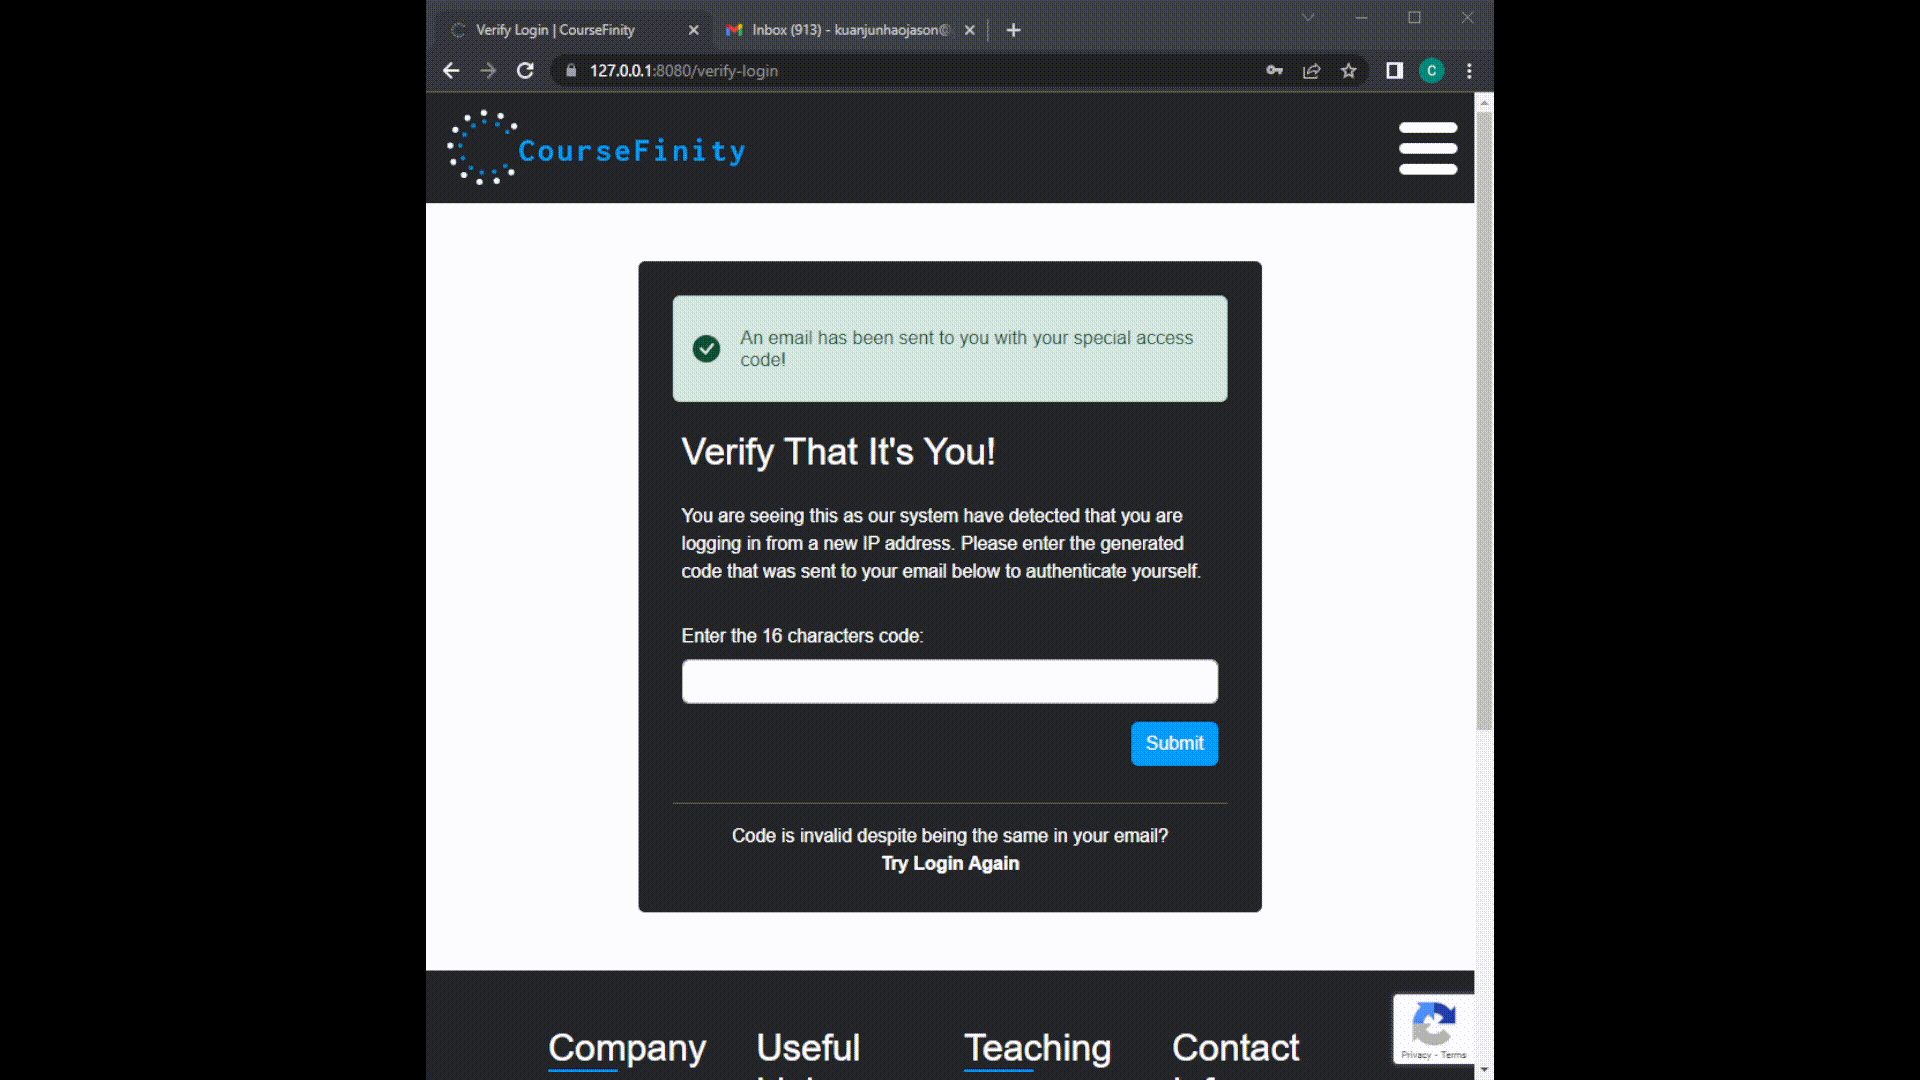 Verify Login | CourseFinity
Inbox (913) - kuanjunhaojason@
127.0.0.1:8080/verify-login
C
CourseFinity
An email has been sent to you with your special access
code!
Verify That It's You!
You are seeing this as our system have detected that you are
logging in from a new IP address. Please enter the generated
code that was sent to your email below to authenticate yourself.
Enter the 16 characters code:
Submit
Code is invalid despite being the same in your email?
Try Login Again
Company
Useful
Teaching
Contact
Privacy - Terms